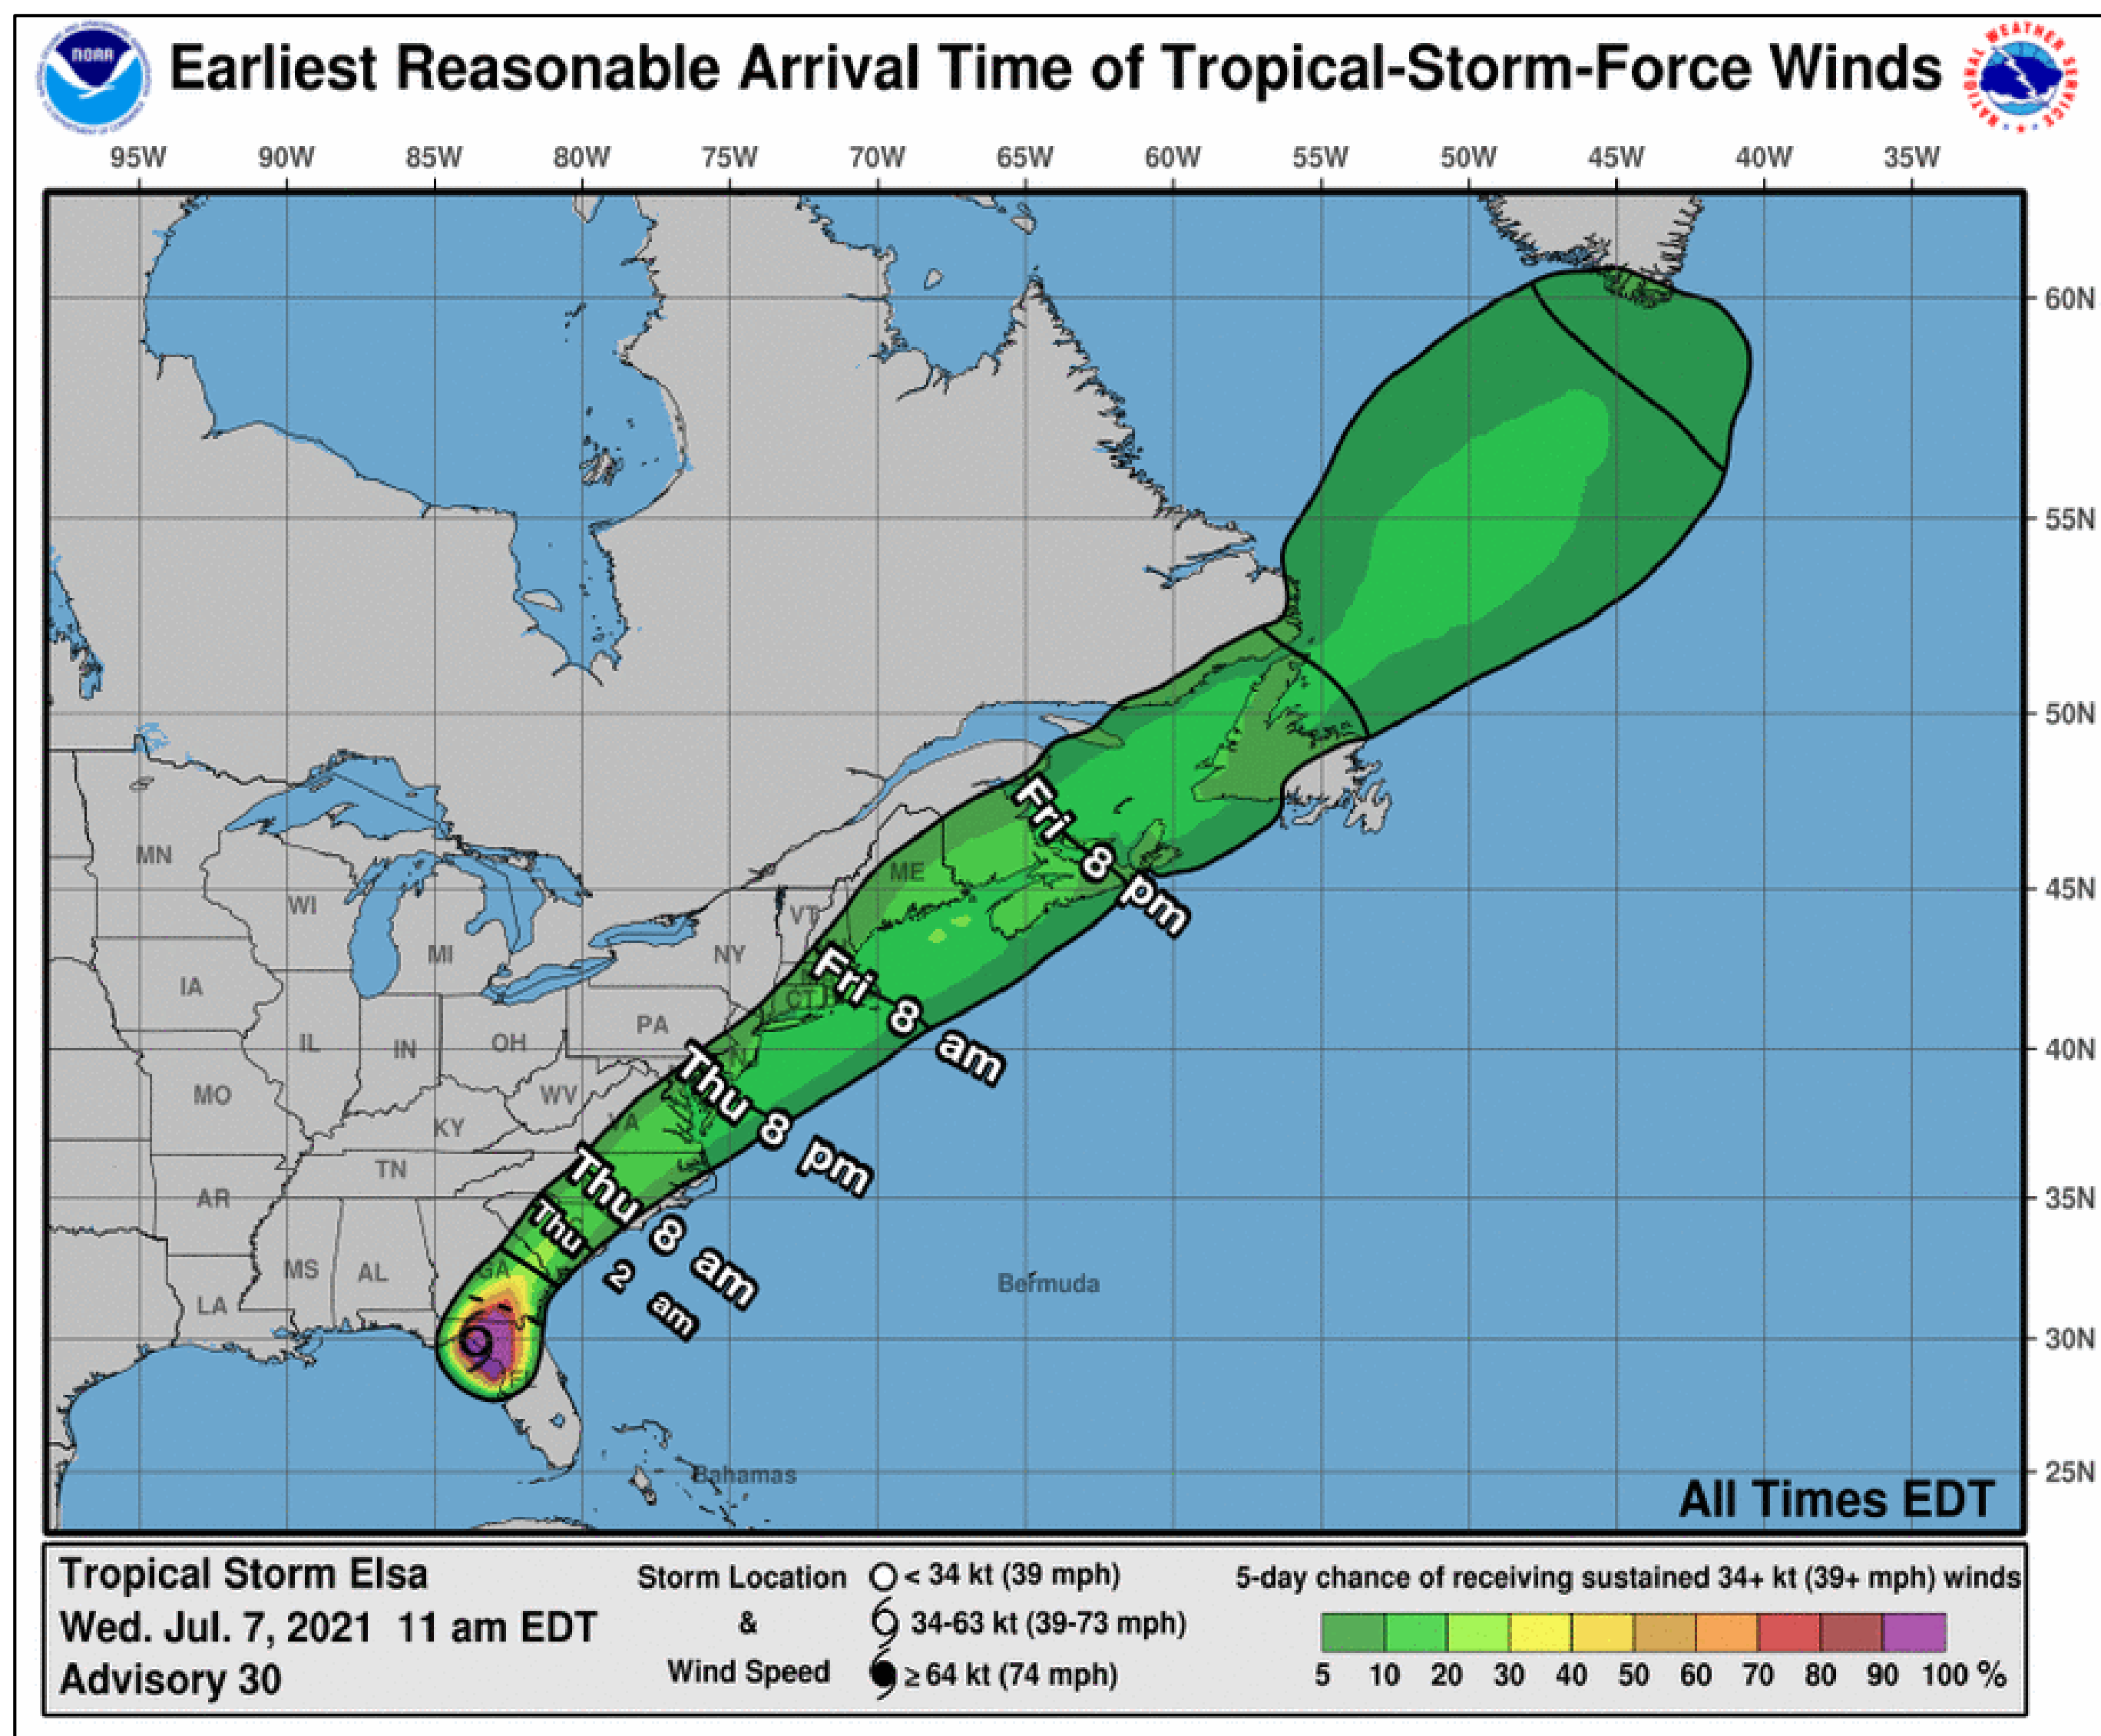 NOAA
Earliest Reasonable Arrival Time of Tropical-Storm-Force Winds
NATIONAL WEATHER SERVICE
95W 90W 85W 80W 75W 70W 65W 60W 55W 50W 45W 40W 35W
60N
55N
50N
45N
40N
35N
30N
25N
MN
WI
MI
IA
IL
IN
OH
PA
NY
VT
ME
CT
MO
KY
WV
VA
TN
AR
MS
AL
GA
LA
Fri 8 pm
Fri 8 am
Thu 8 pm
Thu 8 am
Thu 2 am
Bermuda
Bahamas
All Times EDT
Tropical Storm Elsa
Wed. Jul. 7, 2021 11 am EDT
Advisory 30
Storm Location
&
Wind Speed
< 34 kt (39 mph)
34-63 kt (39-73 mph)
≥ 64 kt (74 mph)
5-day chance of receiving sustained 34+ kt (39+ mph) winds
5 10 20 30 40 50 60 70 80 90 100 %